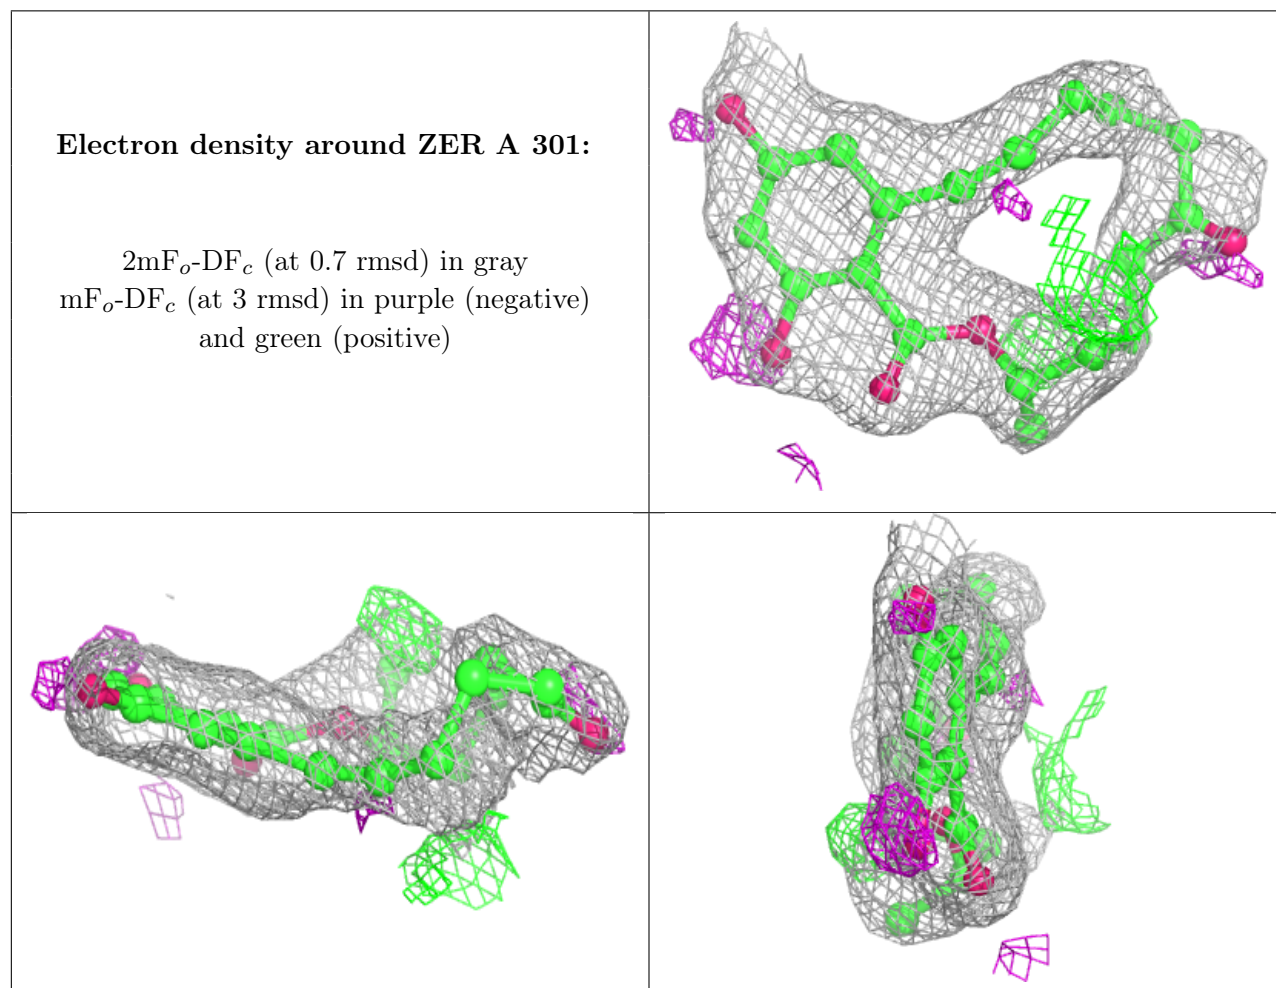 Electron density around ZER A 301:
2mFo-DFc (at 0.7 rmsd) in gray
mFo-DFc (at 3 rmsd) in purple (negative)
and green (positive)